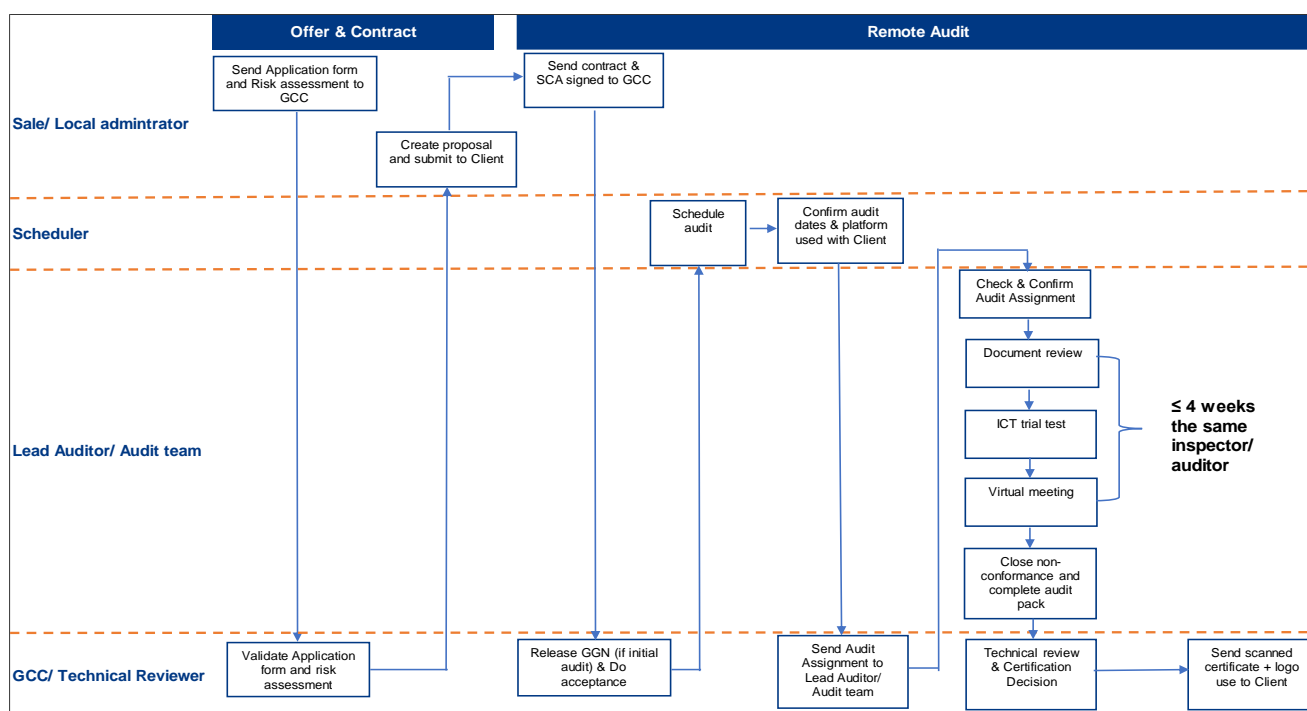 Offer & Contract
Remote Audit
Sale/ Local admintrator
Send Application form
and Risk assessment to
GCC
Create proposal
and submit to Client
Send contract &
SCA signed to GCC
Scheduler
Schedule
audit
Confirm audit
dates & platform
used with Client
Lead Auditor/ Audit team
Check & Confirm
Audit Assignment
Document review
ICT trial test
Virtual meeting
Close non-
conformance and
complete audit
pack
≤ 4 weeks
the same
inspector/
auditor
GCC/ Technical Reviewer
Validate Application
form and risk
assessment
Release GGN (if initial
audit) & Do
acceptance
Send Audit
Assignment to
Lead Auditor/
Audit team
Technical review
& Certification
Decision
Send scanned
certificate + logo
use to Client